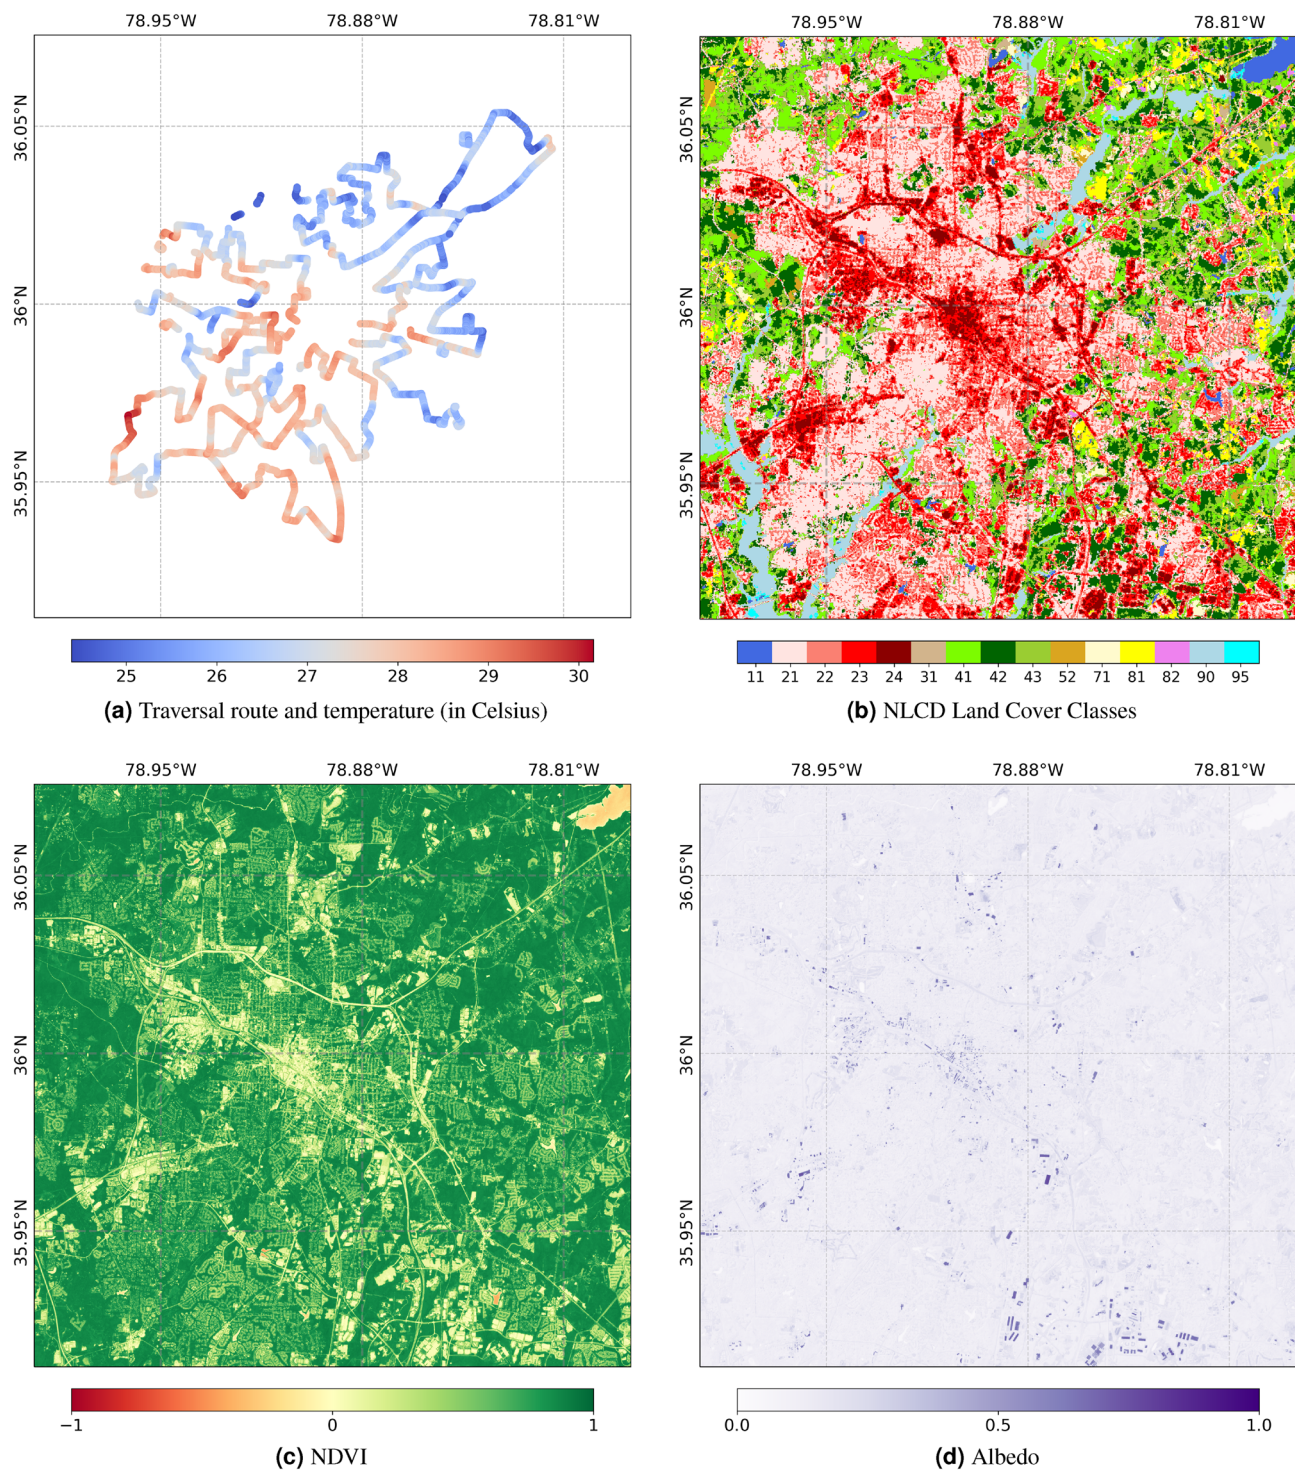 78.95°W 78.88°W 78.81°W
36.05°N
36°N
35.95°N
25 26 27 28 29 30
(a) Traversal route and temperature (in Celsius)
78.95°W 78.88°W 78.81°W
36.05°N
36°N
35.95°N
11 21 22 23 24 31 41 42 43 52 71 81 82 90 95
(b) NLCD Land Cover Classes
78.95°W 78.88°W 78.81°W
36.05°N
36°N
35.95°N
−1 0 1
(c) NDVI
78.95°W 78.88°W 78.81°W
36.05°N
36°N
35.95°N
0.0 0.5 1.0
(d) Albedo